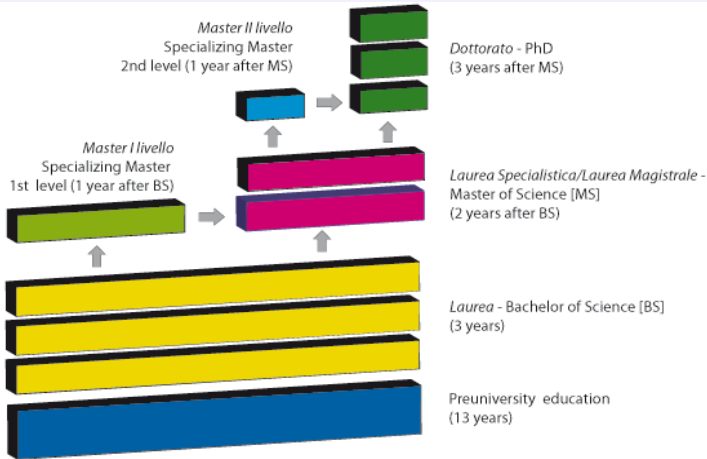 Master II livello
Specializing Master
2nd level (1 year after MS)
Dottorato - PhD
(3 years after MS)
Master I livello
Specializing Master
1st level (1 year after BS)
Laurea Specialistica/Laurea Magistrale -
Master of Science [MS]
(2 years after BS)
Laurea - Bachelor of Science [BS]
(3 years)
Preuniversity education
(13 years)